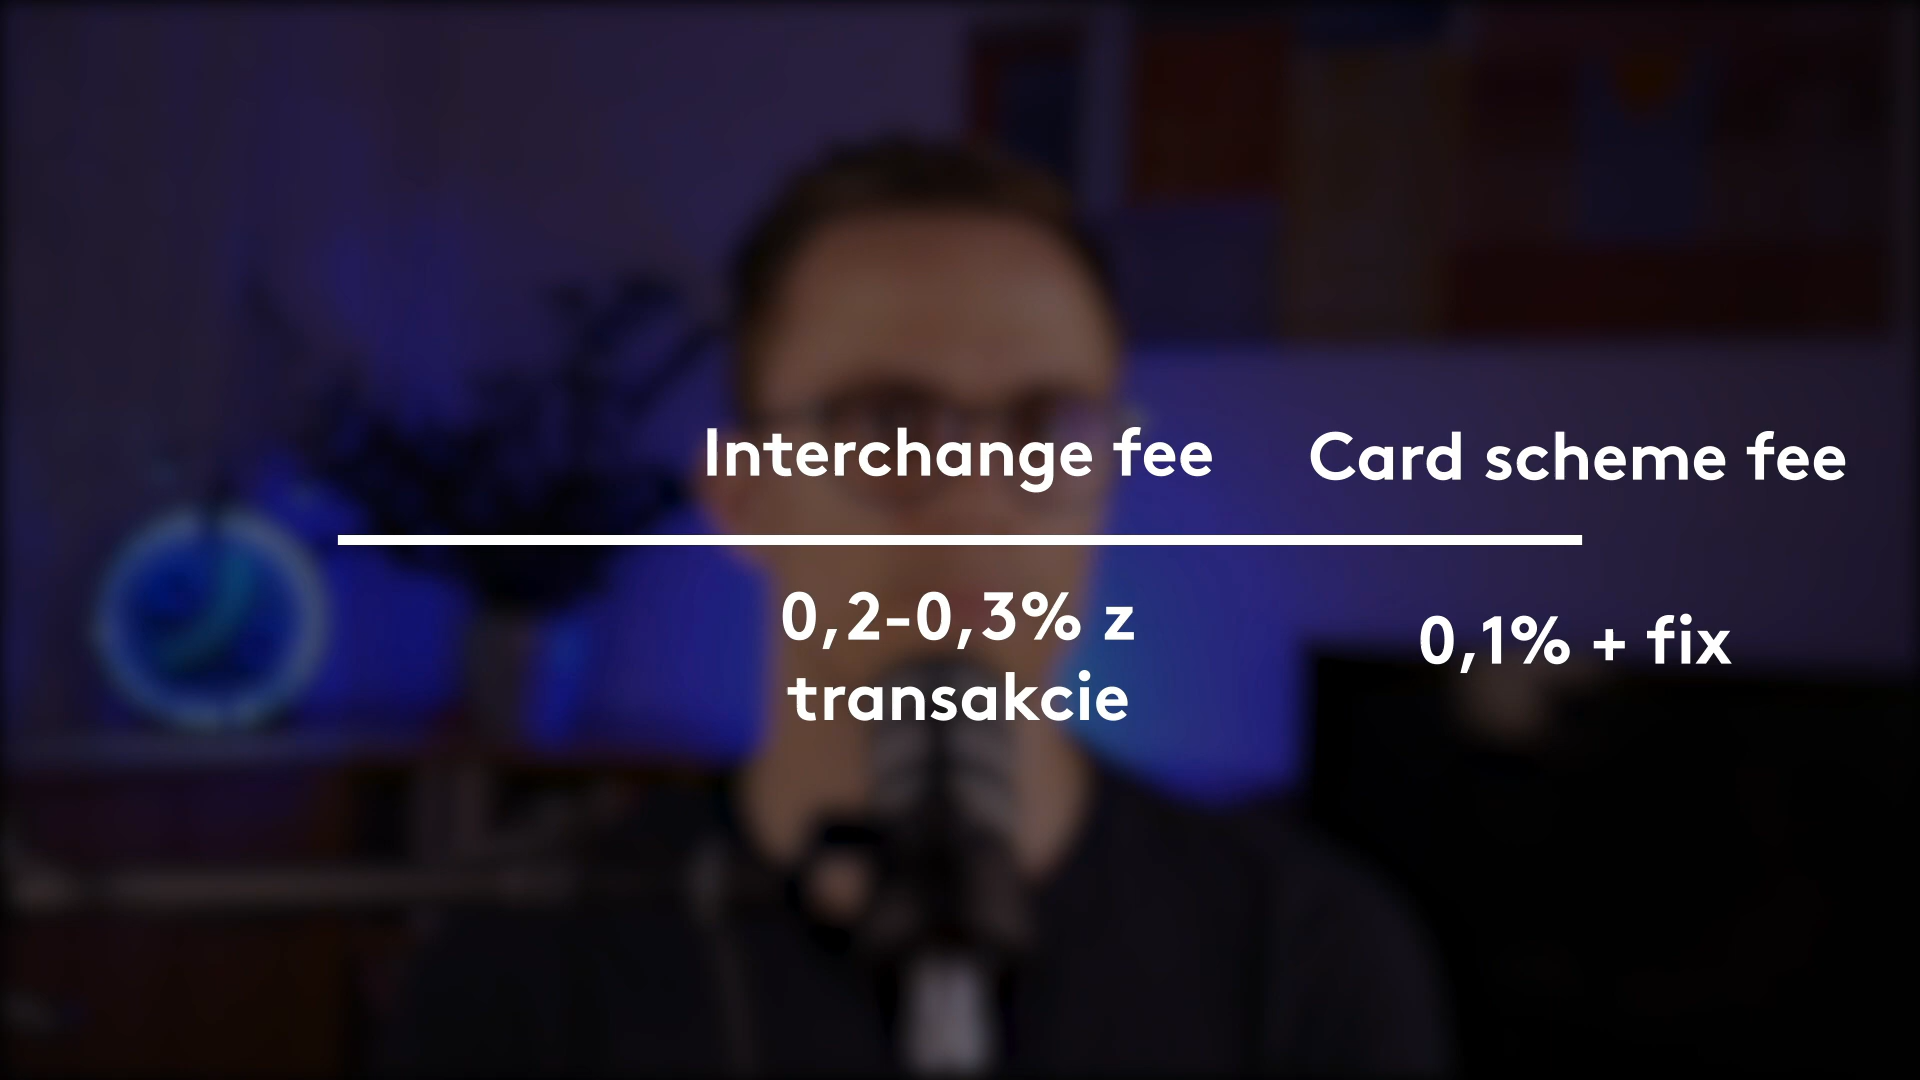 Interchange fee
Card scheme fee
0,2-0,3% z
transakcie
0,1% + fix